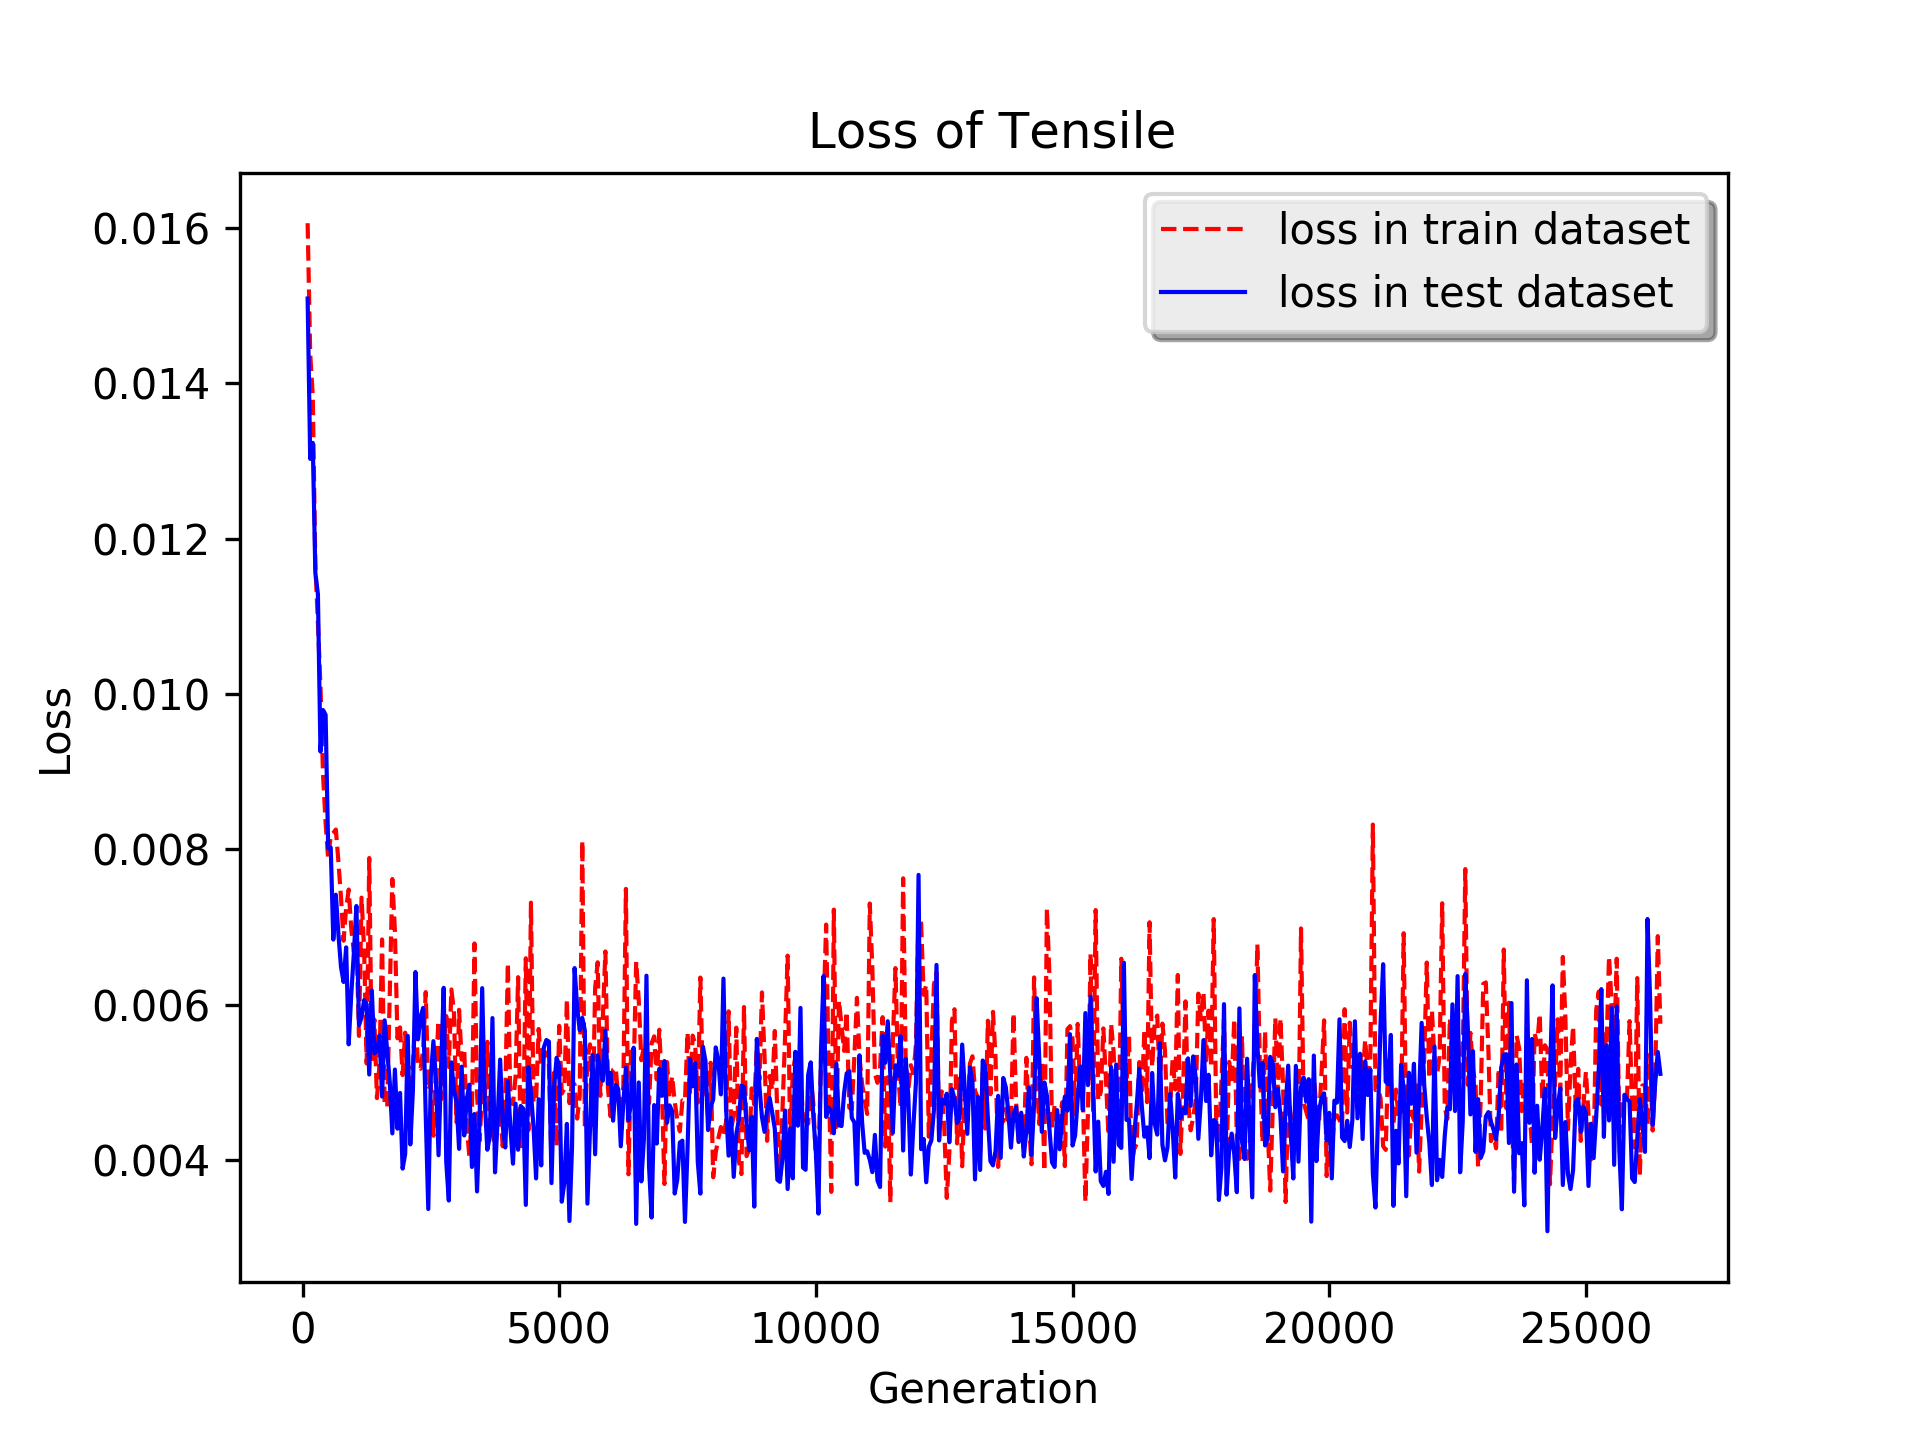 Loss of Tensile
loss in train dataset
loss in test dataset
0.016
0.014
0.012
0.010
0.008
0.006
0.004
Loss
0 5000 10000 15000 20000 25000
Generation